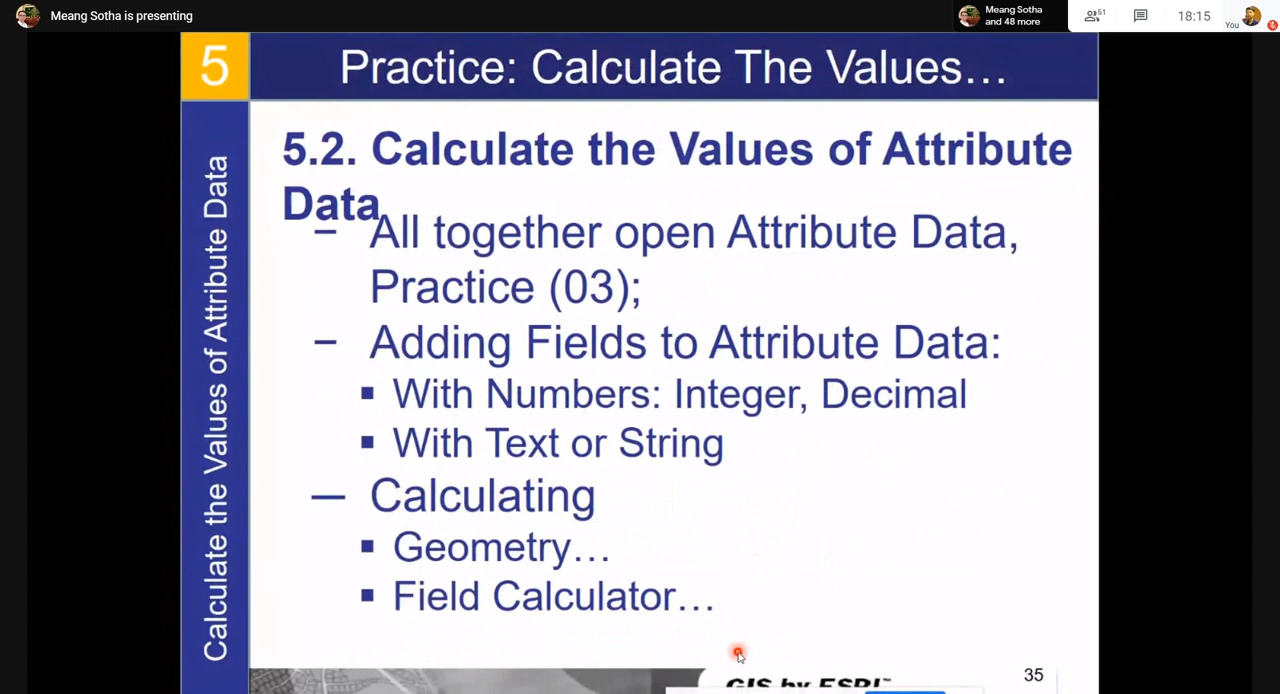 Meang Sotha is presenting
Meang Sotha
and 48 more
51
18:15
You
5
Practice: Calculate The Values…
Calculate the Values of Attribute Data
5.2. Calculate the Values of Attribute
Data
– All together open Attribute Data,
Practice (03);
– Adding Fields to Attribute Data:
▪ With Numbers: Integer, Decimal
▪ With Text or String
— Calculating
▪ Geometry…
▪ Field Calculator…
GIS by ESRI™
35